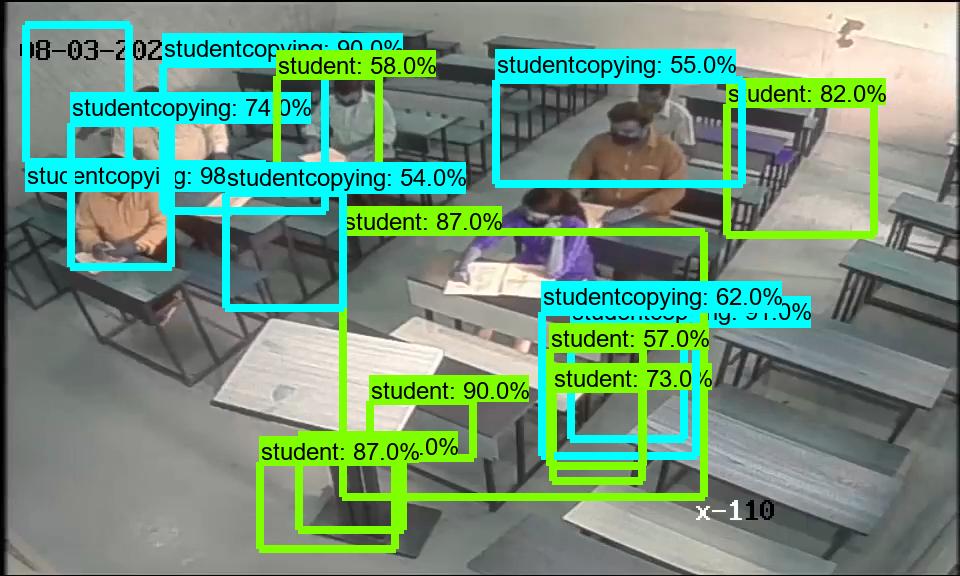 08-03-202
studentcopying: 90.0%
student: 58.0%
studentcopying: 55.0%
student: 82.0%
studentcopying: 74.0%
studentcopying: 98
studentcopying: 54.0%
student: 87.0%
studentcopying: 62.0%
student: 57.0%
student: 73.0%
student: 90.0%
student: 87.0%
.0%
x-110